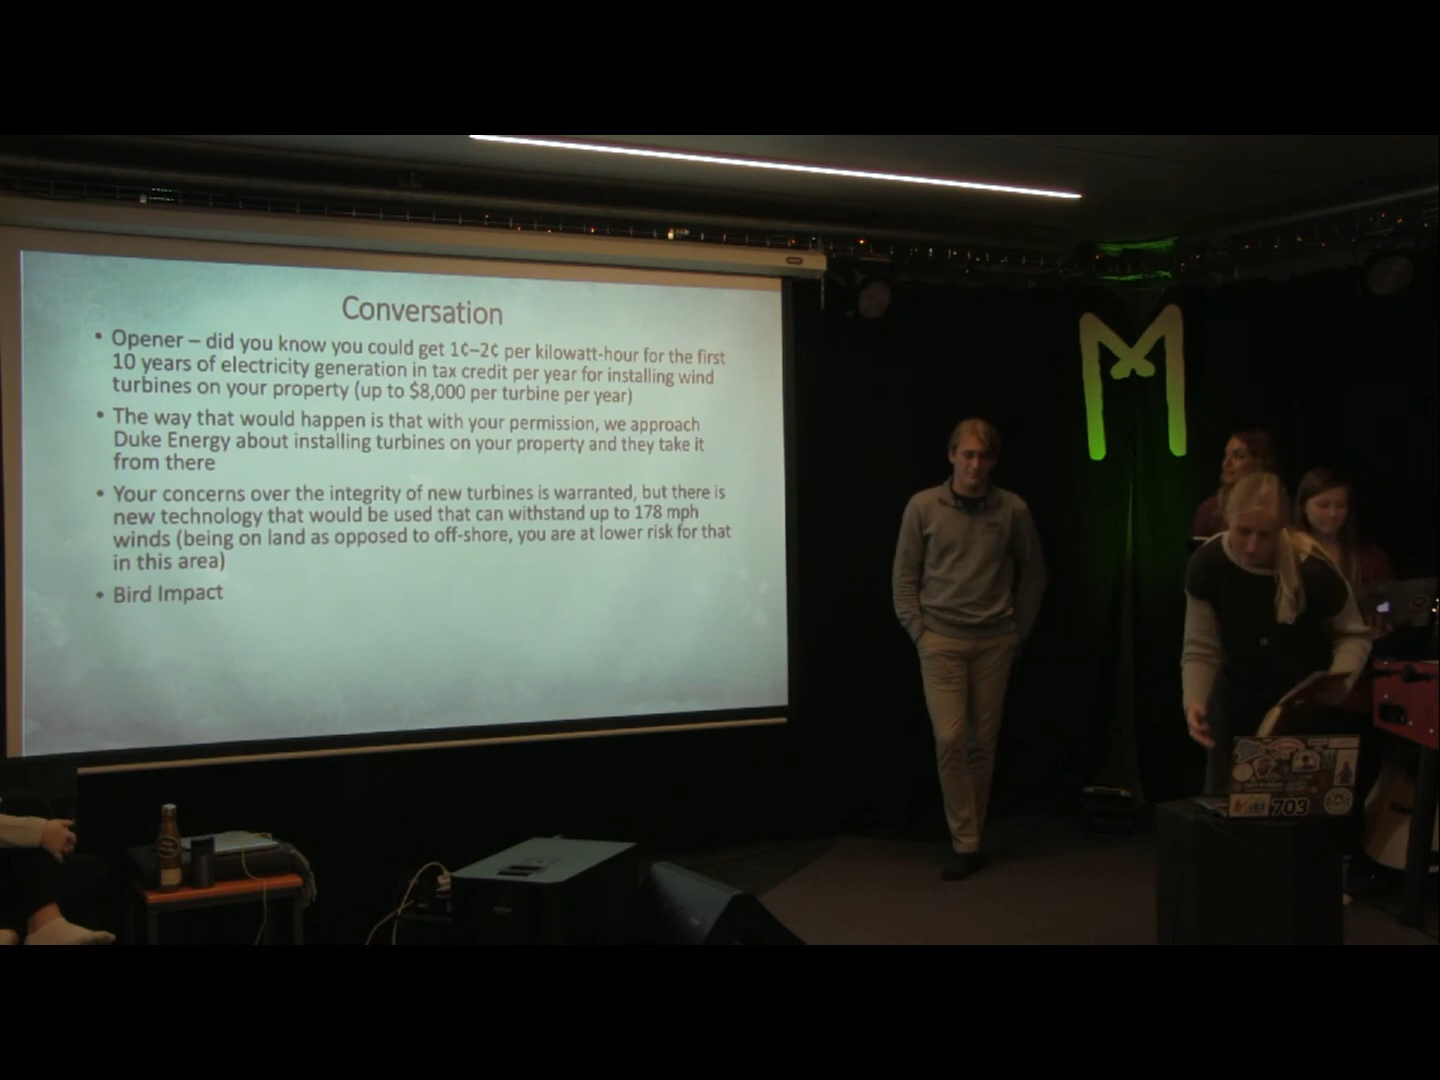 Conversation
• Opener – did you know you could get 1¢–2¢ per kilowatt-hour for the first
10 years of electricity generation in tax credit per year for installing wind
turbines on your property (up to $8,000 per turbine per year)
• The way that would happen is that with your permission, we approach
Duke Energy about installing turbines on your property and they take it
from there
• Your concerns over the integrity of new turbines is warranted, but there is
new technology that would be used that can withstand up to 178 mph
winds (being on land as opposed to off-shore, you are at lower risk for that
in this area)
• Bird Impact
M
703